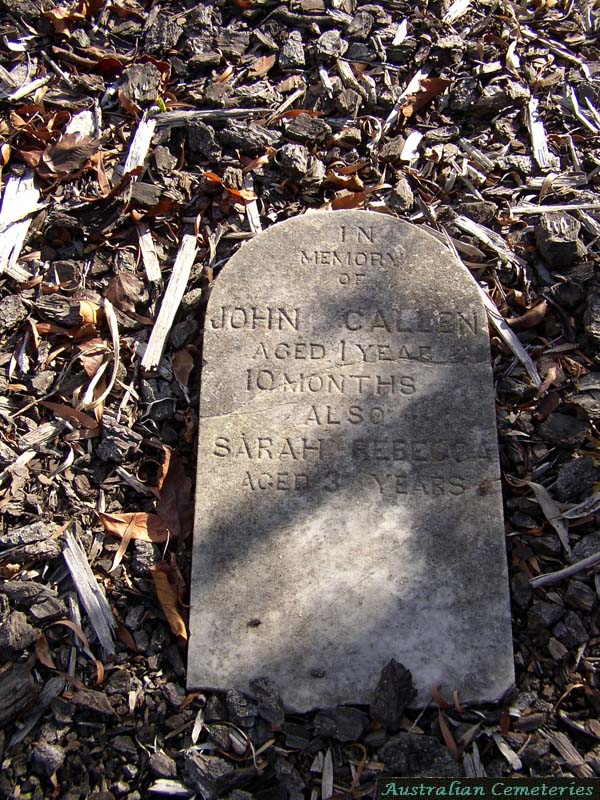 IN
MEMORY
OF
JOHN CALLEN
AGED 1 YEAR &
10 MONTHS
ALSO
SARAH REBECCA
AGED 3 YEARS
Australian Cemeteries